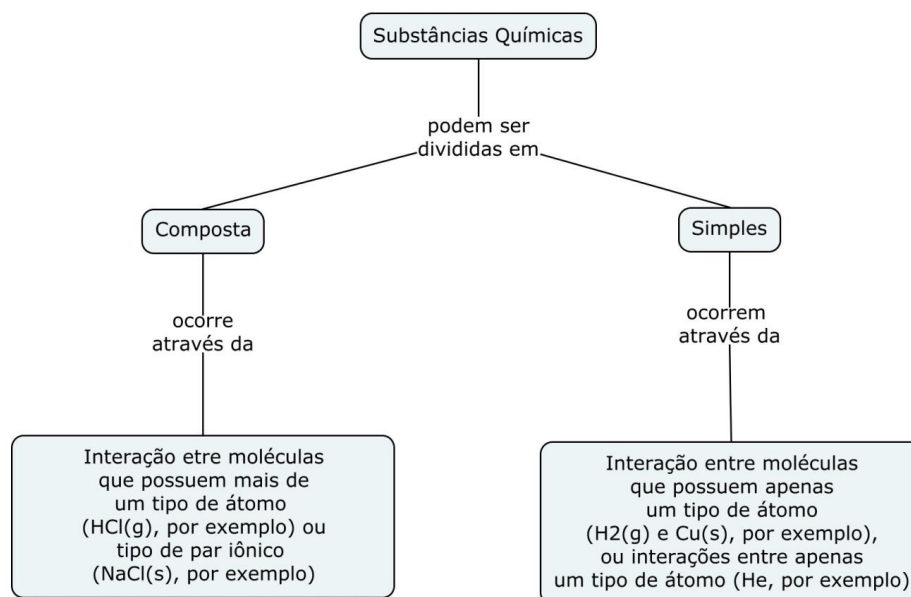 Substâncias Químicas
podem ser
divididas em
Composta
Simples
ocorre
através da
ocorrem
através da
Interação etre moléculas
que possuem mais de
um tipo de átomo
(HCl(g), por exemplo) ou
tipo de par iônico
(NaCl(s), por exemplo)
Interação entre moléculas
que possuem apenas
um tipo de átomo
(H2(g) e Cu(s), por exemplo),
ou interações entre apenas
um tipo de átomo (He, por exemplo)